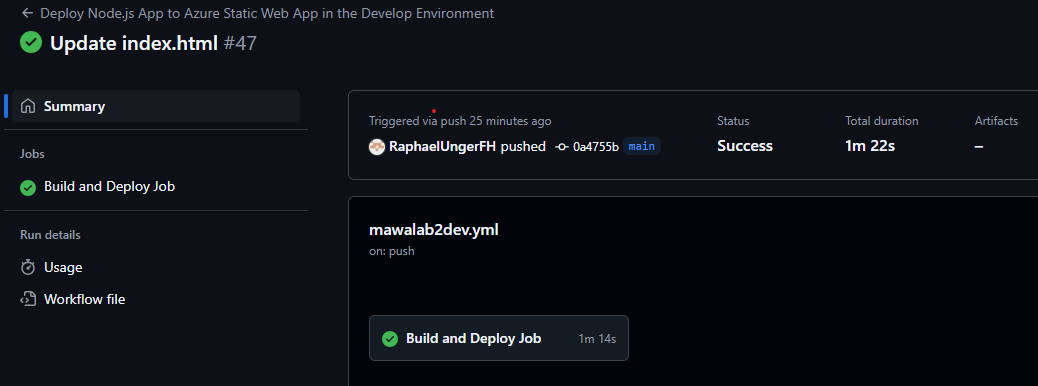 Deploy Node.js App to Azure Static Web App in the Develop Environment
Update index.html #47
Summary
Jobs
Build and Deploy Job
Run details
Usage
Workflow file
Triggered via push 25 minutes ago
RaphaelUngerFH pushed 0a4755b main
Status
Success
Total duration
1m 22s
Artifacts
–
mawalab2dev.yml
on: push
Build and Deploy Job 1m 14s